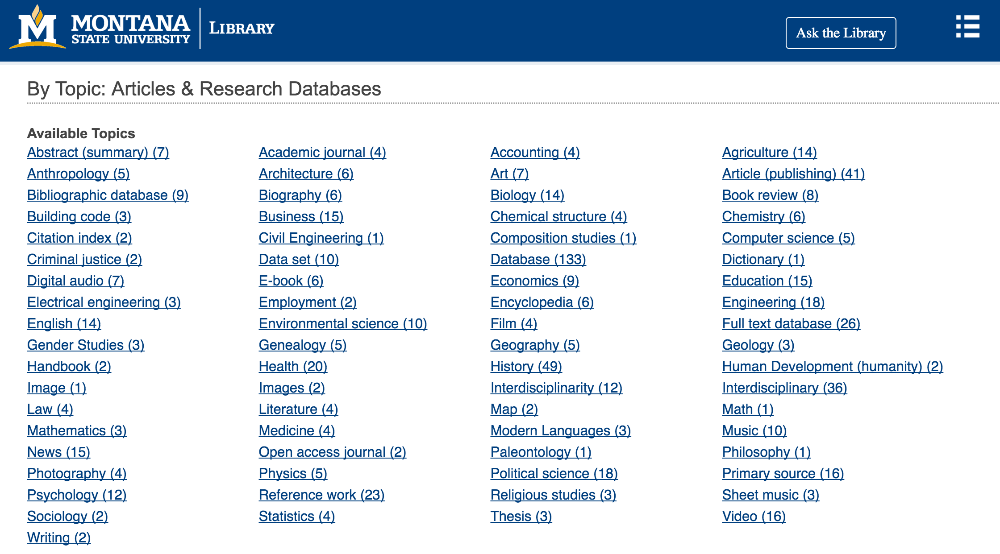 MONTANA
STATE UNIVERSITY
LIBRARY
Ask the Library
By Topic: Articles & Research Databases
Available Topics
Abstract (summary) (7) Academic journal (4) Accounting (4) Agriculture (14)
Anthropology (5) Architecture (6) Art (7) Article (publishing) (41)
Bibliographic database (9) Biography (6) Biology (14) Book review (8)
Building code (3) Business (15) Chemical structure (4) Chemistry (6)
Citation index (2) Civil Engineering (1) Composition studies (1) Computer science (5)
Criminal justice (2) Data set (10) Database (133) Dictionary (1)
Digital audio (7) E-book (6) Economics (9) Education (15)
Electrical engineering (3) Employment (2) Encyclopedia (6) Engineering (18)
English (14) Environmental science (10) Film (4) Full text database (26)
Gender Studies (3) Genealogy (5) Geography (5) Geology (3)
Handbook (2) Health (20) History (49) Human Development (humanity) (2)
Image (1) Images (2) Interdisciplinarity (12) Interdisciplinary (36)
Law (4) Literature (4) Map (2) Math (1)
Mathematics (3) Medicine (4) Modern Languages (3) Music (10)
News (15) Open access journal (2) Paleontology (1) Philosophy (1)
Photography (4) Physics (5) Political science (18) Primary source (16)
Psychology (12) Reference work (23) Religious studies (3) Sheet music (3)
Sociology (2) Statistics (4) Thesis (3) Video (16)
Writing (2)